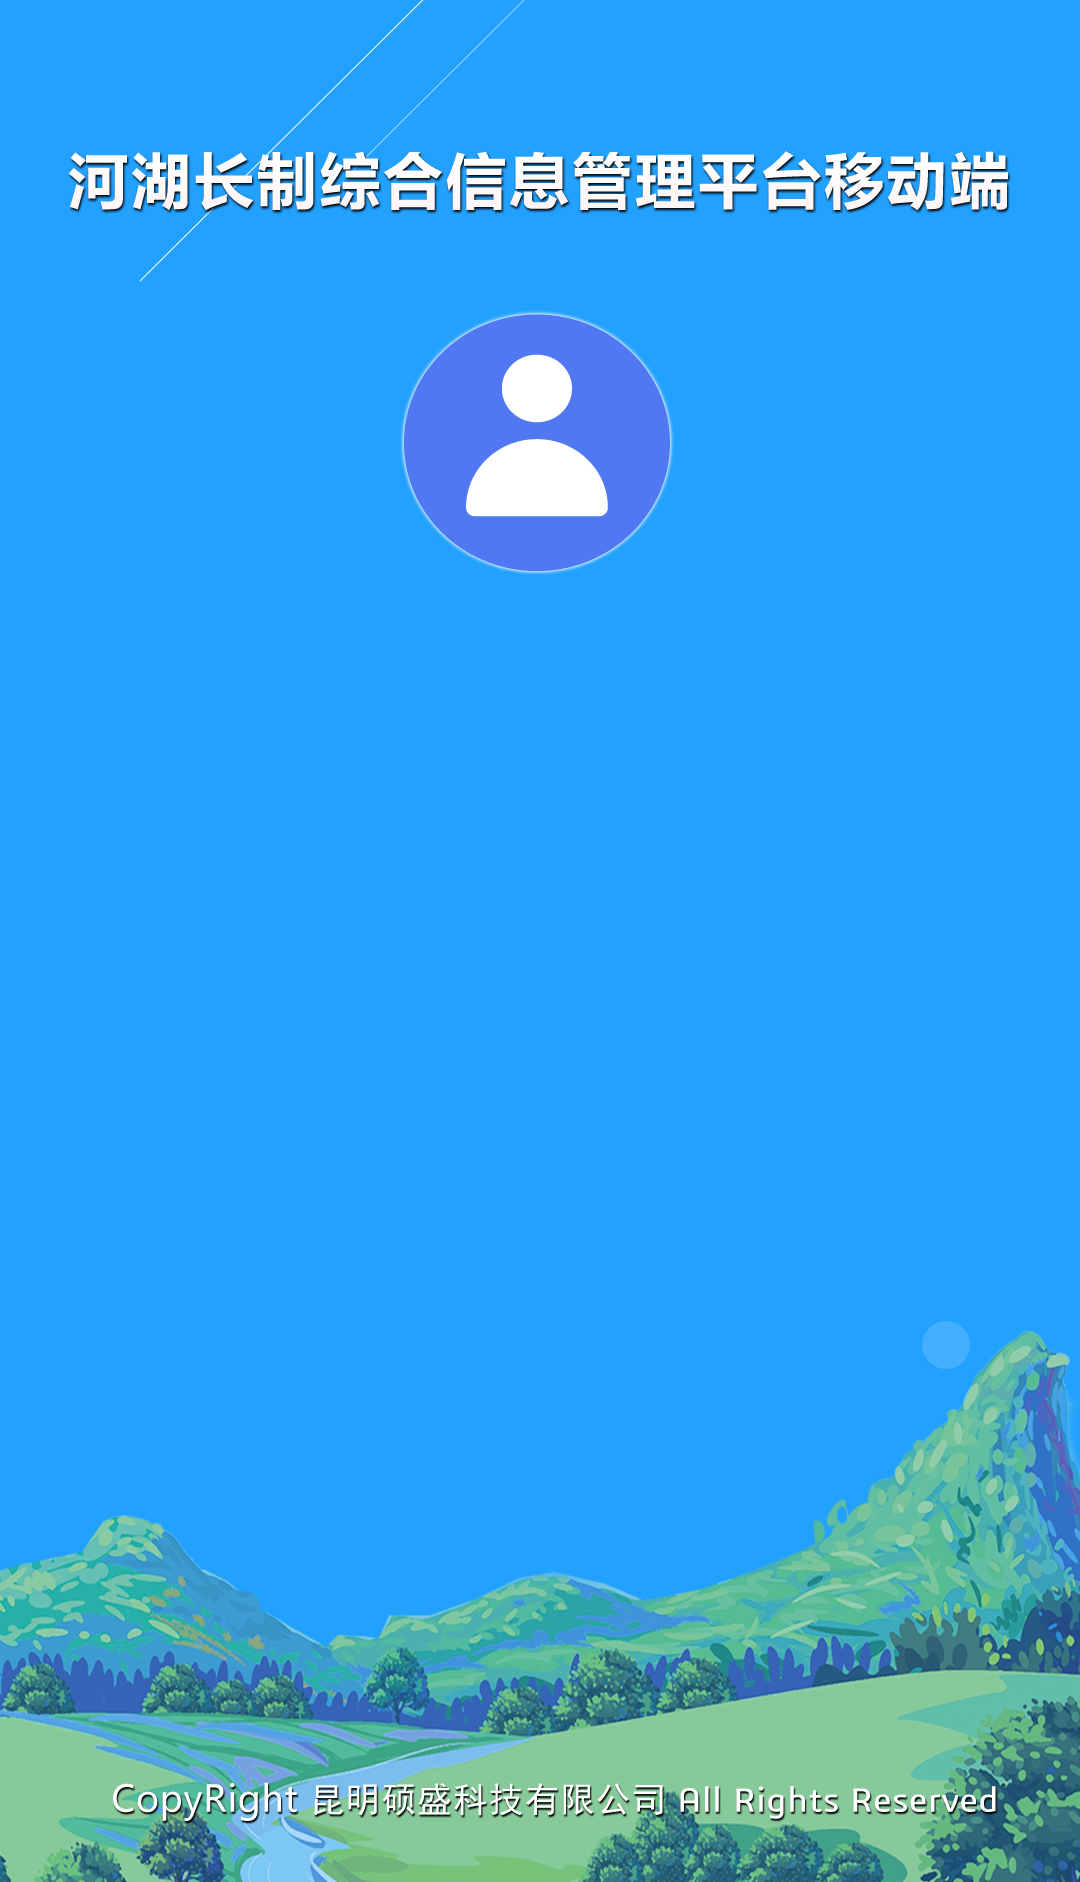 河湖长制综合信息管理平台移动端
CopyRight 昆明硕盛科技有限公司 All Rights Reserved